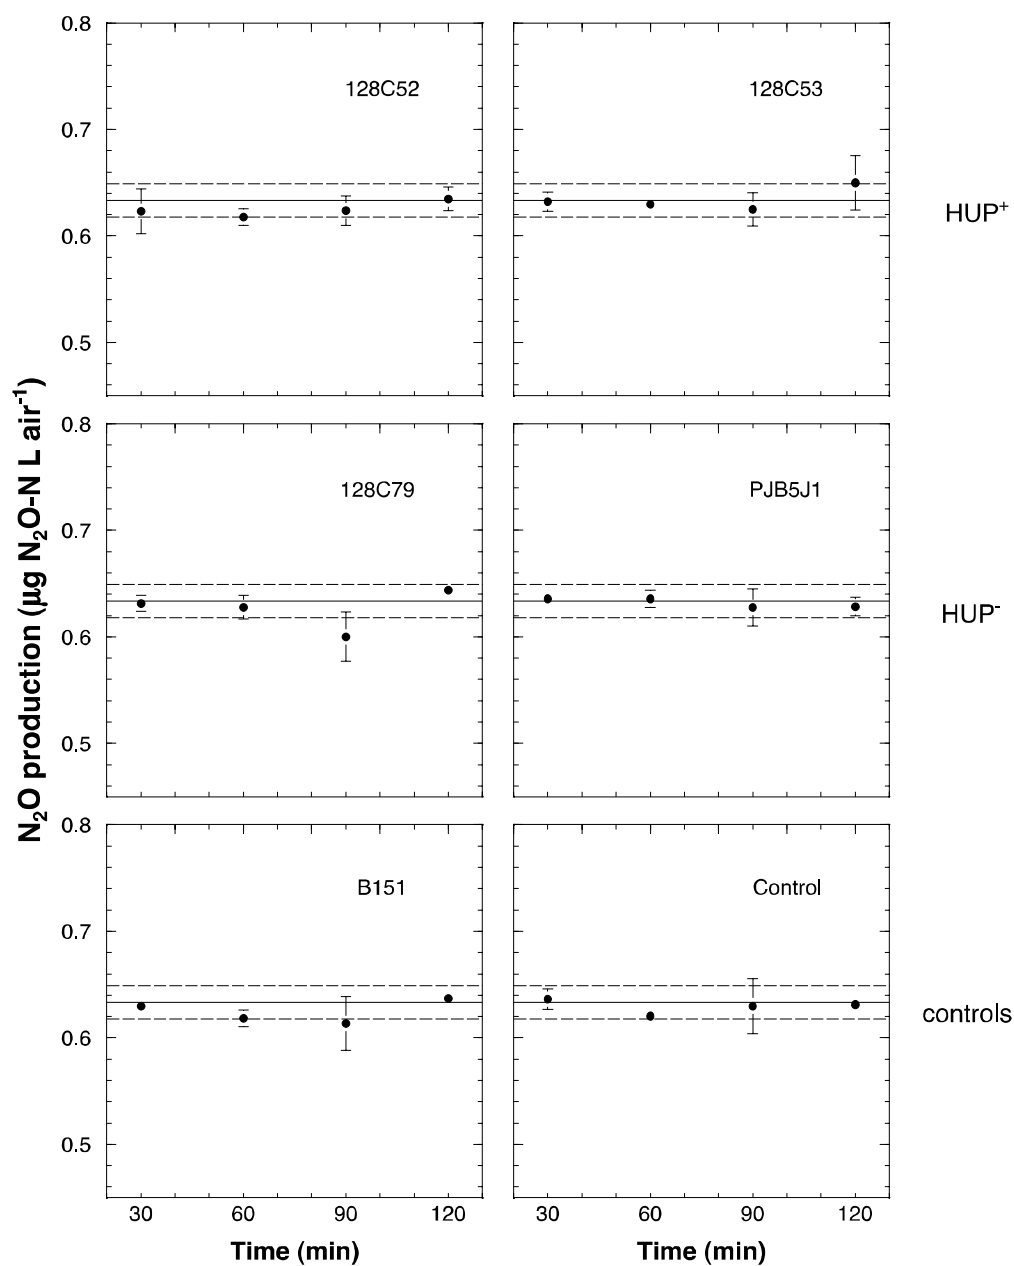 0.8
0.7
0.6
0.5
128C52
128C53
HUP⁺
0.8
0.7
0.6
0.5
128C79
PJB5J1
HUP⁻
0.8
0.7
0.6
0.5
B151
Control
controls
30 60 90 120
30 60 90 120
Time (min)
Time (min)
N₂O production (µg N₂O-N L air⁻¹)